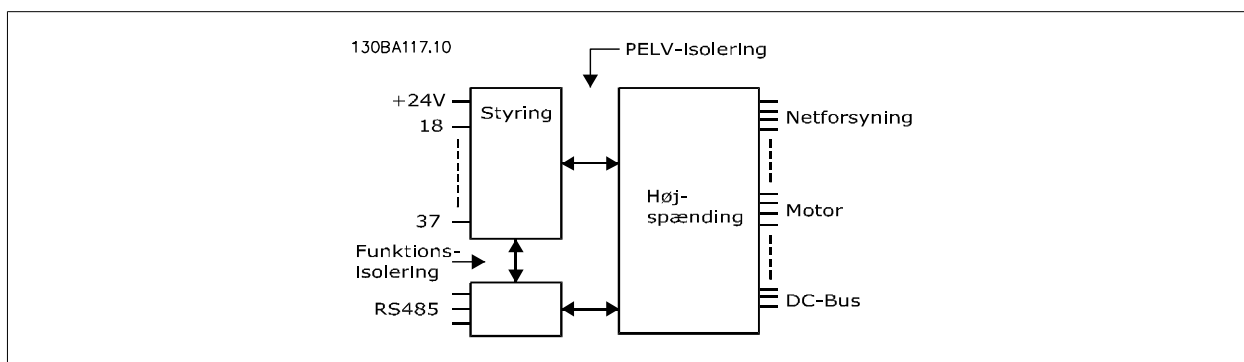 130BA117.10
PELV-isolering
+24V
18
37
Styring
Funktions-
isolering
RS485
Høj-
spænding
Netforsyning
Motor
DC-Bus